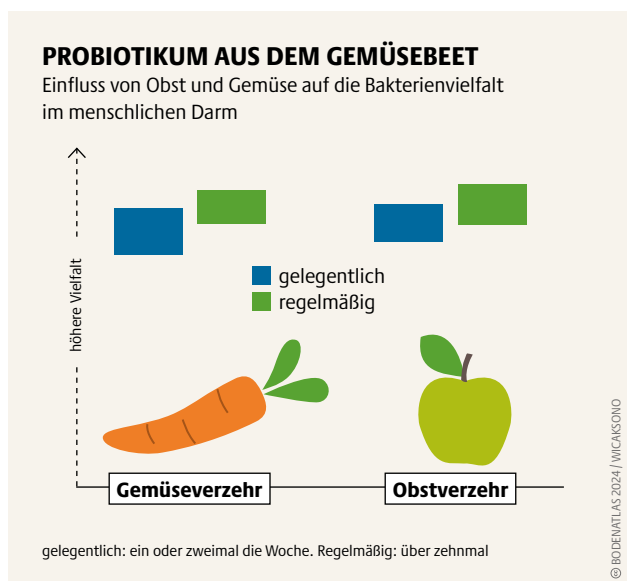 PROBIOTIKUM AUS DEM GEMÜSEBEET
Einfluss von Obst und Gemüse auf die Bakterienvielfalt
im menschlichen Darm
höhere Vielfalt
gelegentlich
regelmäßig
Gemüseverzehr
Obstverzehr
gelegentlich: ein oder zweimal die Woche. Regelmäßig: über zehnmal
© BODENATLAS 2024 / WICAKSONO